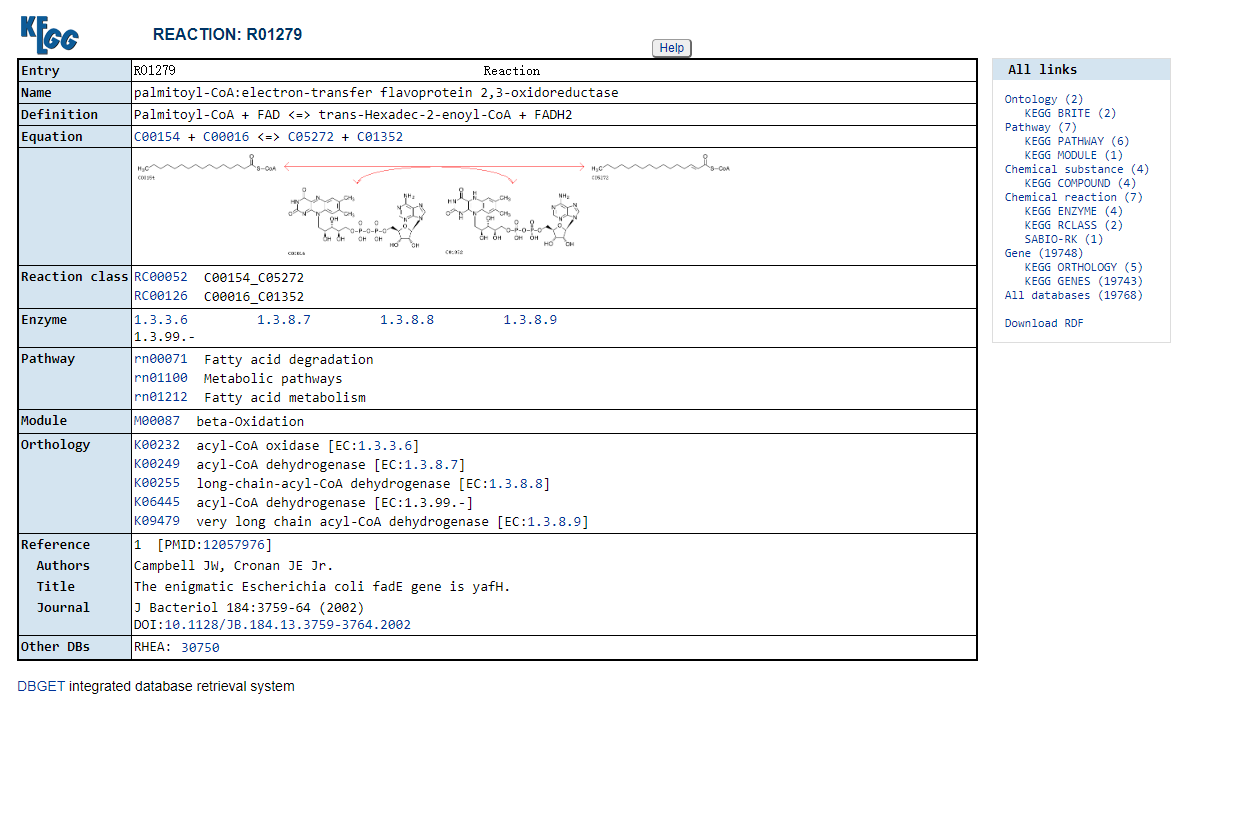 KEGG
REACTION: R01279
Help
Entry R01279 Reaction
Name palmitoyl-CoA:electron-transfer flavoprotein 2,3-oxidoreductase
Definition Palmitoyl-CoA + FAD <=> trans-Hexadec-2-enoyl-CoA + FADH2
Equation C00154 + C00016 <=> C05272 + C01352
H3C O S-CoA H3C O S-CoA
C00154 C05272
C00016 C01352
Reaction class RC00052 C00154_C05272
RC00126 C00016_C01352
Enzyme 1.3.3.6 1.3.8.7 1.3.8.8 1.3.8.9
1.3.99.-
Pathway rn00071 Fatty acid degradation
rn01100 Metabolic pathways
rn01212 Fatty acid metabolism
Module M00087 beta-Oxidation
Orthology K00232 acyl-CoA oxidase [EC:1.3.3.6]
K00249 acyl-CoA dehydrogenase [EC:1.3.8.7]
K00255 long-chain-acyl-CoA dehydrogenase [EC:1.3.8.8]
K06445 acyl-CoA dehydrogenase [EC:1.3.99.-]
K09479 very long chain acyl-CoA dehydrogenase [EC:1.3.8.9]
Reference 1 [PMID:12057976]
Authors Campbell JW, Cronan JE Jr.
Title The enigmatic Escherichia coli fadE gene is yafH.
Journal J Bacteriol 184:3759-64 (2002)
DOI:10.1128/JB.184.13.3759-3764.2002
Other DBs RHEA: 30750
DBGET integrated database retrieval system
All links
Ontology (2)
KEGG BRITE (2)
Pathway (7)
KEGG PATHWAY (6)
KEGG MODULE (1)
Chemical substance (4)
KEGG COMPOUND (4)
Chemical reaction (7)
KEGG ENZYME (4)
KEGG RCLASS (2)
SABIO-RK (1)
Gene (19748)
KEGG ORTHOLOGY (5)
KEGG GENES (19743)
All databases (19768)
Download RDF